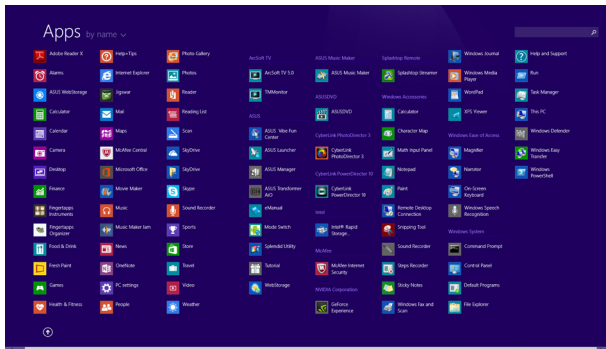 Apps by name
Adobe Reader X
Alarms
ASUS WebStorage
Calculator
Calendar
Camera
Desktop
Finance
Fingertapps
Instruments
Fingertapps
Organizer
Food & Drink
Fresh Paint
Games
Health & Fitness
Help+Tips
Internet Explorer
Jigsaw
Mail
Maps
McAfee Central
Microsoft Office
Movie Maker
Music
Music Maker Jam
News
OneNote
PC settings
People
Photo Gallery
Photos
Reader
Reading List
Scan
SkyDrive
SkyDrive
Skype
Sound Recorder
Sports
Store
Travel
Video
Weather
ArcSoft TV
ArcSoft TV 5.0
TMMonitor
ASUS
ASUS Vibe Fun
Center
ASUS Launcher
ASUS Manager
ASUS Transformer
AiO
eManual
Mode Switch
Splendid Utility
Tutorial
WebStorage
ASUS Music Maker
ASUS Music Maker
ASUSDVD
ASUSDVD
CyberLink PhotoDirector 3
CyberLink
PhotoDirector 3
CyberLink PowerDirector 10
CyberLink
PowerDirector 10
Intel
Intel® Rapid
Storage...
McAfee
McAfee Internet
Security
NVIDIA Corporation
GeForce
Experience
Splashtop Remote
Splashtop Streamer
Windows Accessories
Calculator
Character Map
Math Input Panel
Notepad
Paint
Remote Desktop
Connection
Snipping Tool
Sound Recorder
Steps Recorder
Sticky Notes
Windows Fax and
Scan
Windows Journal
Windows Media
Player
WordPad
XPS Viewer
Windows Ease of Access
Magnifier
Narrator
On-Screen
Keyboard
Windows Speech
Recognition
Windows System
Command Prompt
Control Panel
Default Programs
File Explorer
Help and Support
Run
Task Manager
This PC
Windows Defender
Windows Easy
Transfer
Windows
PowerShell